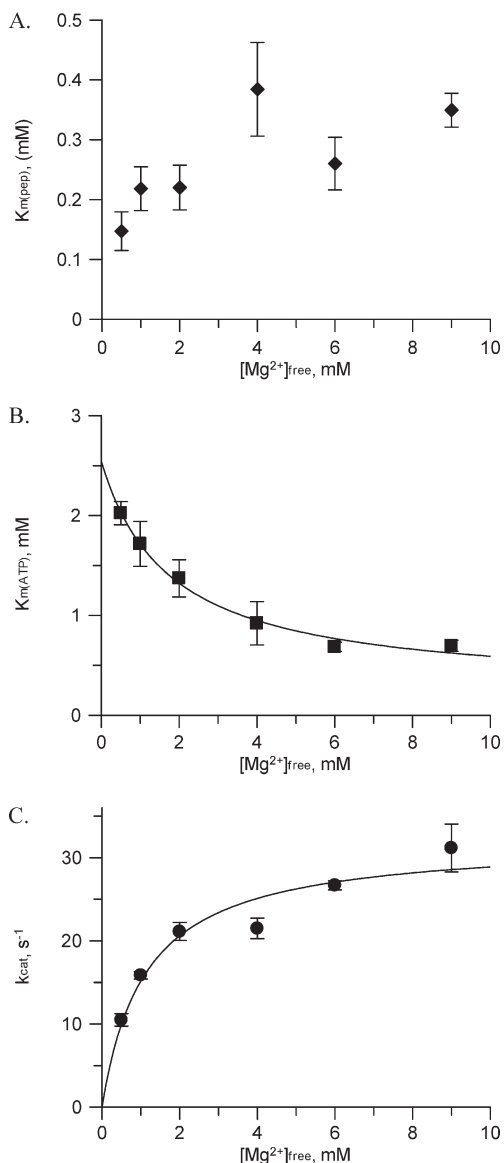 A.
0.5
0.4
0.3
0.2
0.1
0
Km(pep), (mM)
0 2 4 6 8 10
[Mg²⁺]free, mM
B.
3
2
1
0
Km(ATP), mM
0 2 4 6 8 10
[Mg²⁺]free, mM
C.
30
20
10
0
kcat, s⁻¹
0 2 4 6 8 10
[Mg²⁺]free, mM